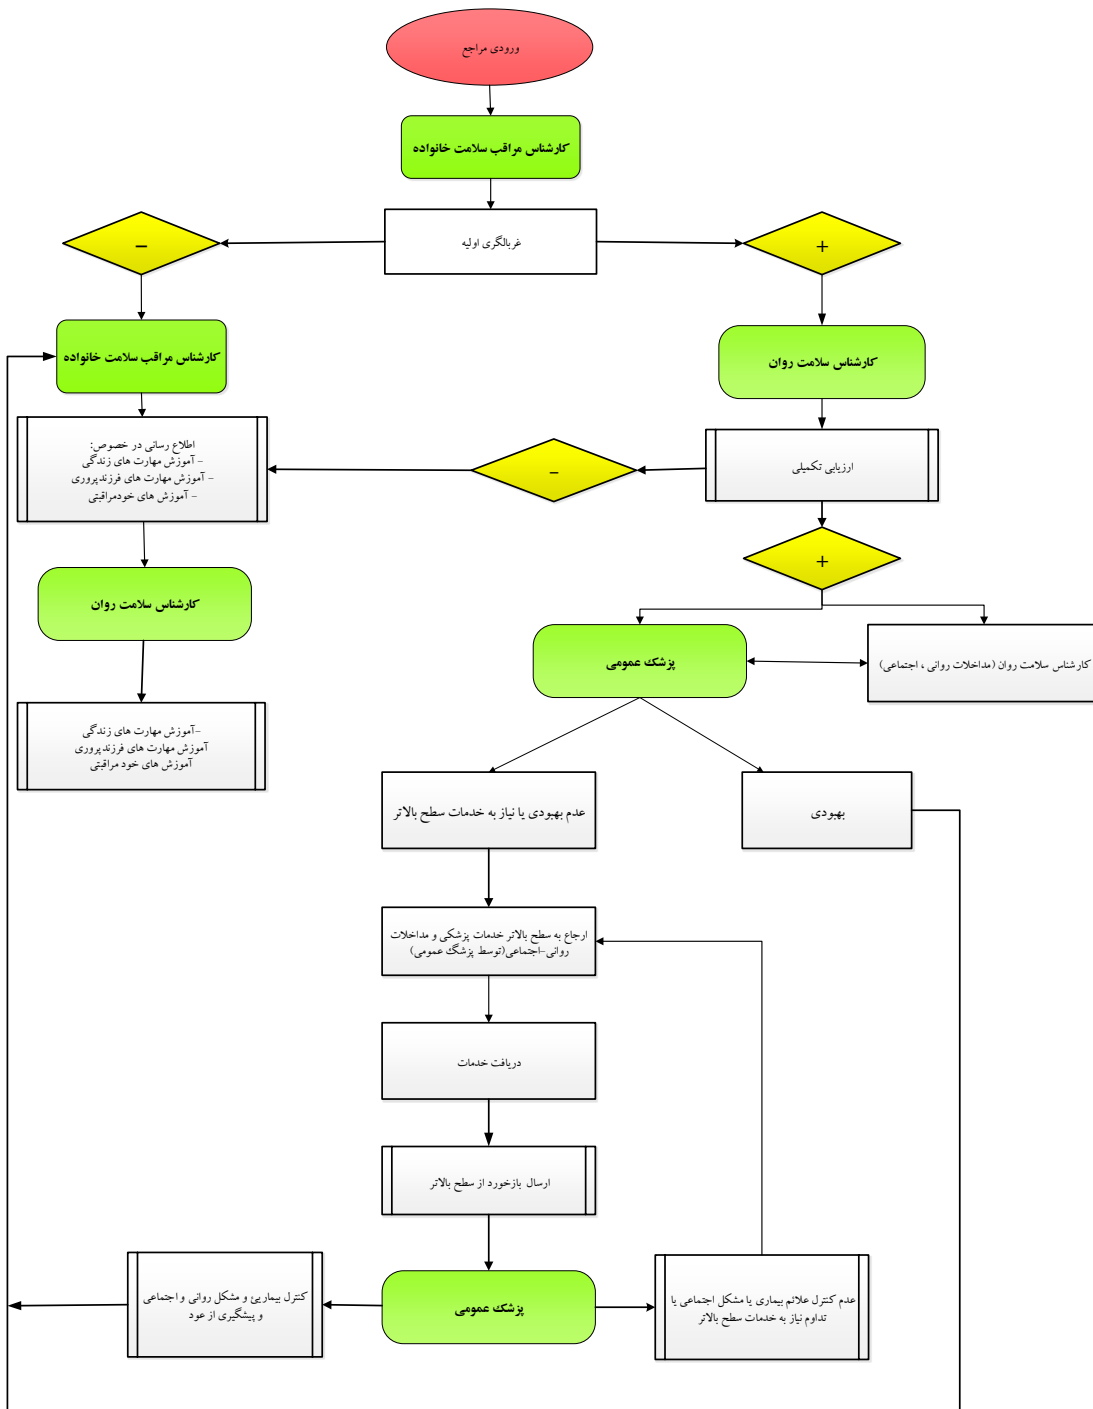 ورودی مراجع
کارشناس مراقب سلامت خانواده
غربالگری اولیه
–
+
کارشناس مراقب سلامت خانواده
کارشناس سلامت روان
اطلاع رسانی در خصوص:
– آموزش مهارت های زندگی
– آموزش مهارت های فرزندپروری
– آموزش های خودمراقبتی
–
ارزیابی تکمیلی
+
کارشناس سلامت روان
پزشک عمومی
کارشناس سلامت روان (مداخلات روانی ، اجتماعی)
–آموزش مهارت های زندگی
آموزش مهارت های فرزندپروری
آموزش های خود مراقبتی
عدم بهبودی یا نیاز به خدمات سطح بالاتر
بهبودی
ارجاع به سطح بالاتر خدمات پزشکی و مداخلات
روانی–اجتماعی(توسط پزشگ عمومی)
دریافت خدمات
ارسال بازخورد از سطح بالاتر
کنترل بیماریئ و مشکل روانی و اجتماعی
و پیشگیری از عود
پزشک عمومی
عدم کنترل علائم بیماری یا مشکل اجتماعی یا
تداوم نیاز به خدمات سطح بالاتر